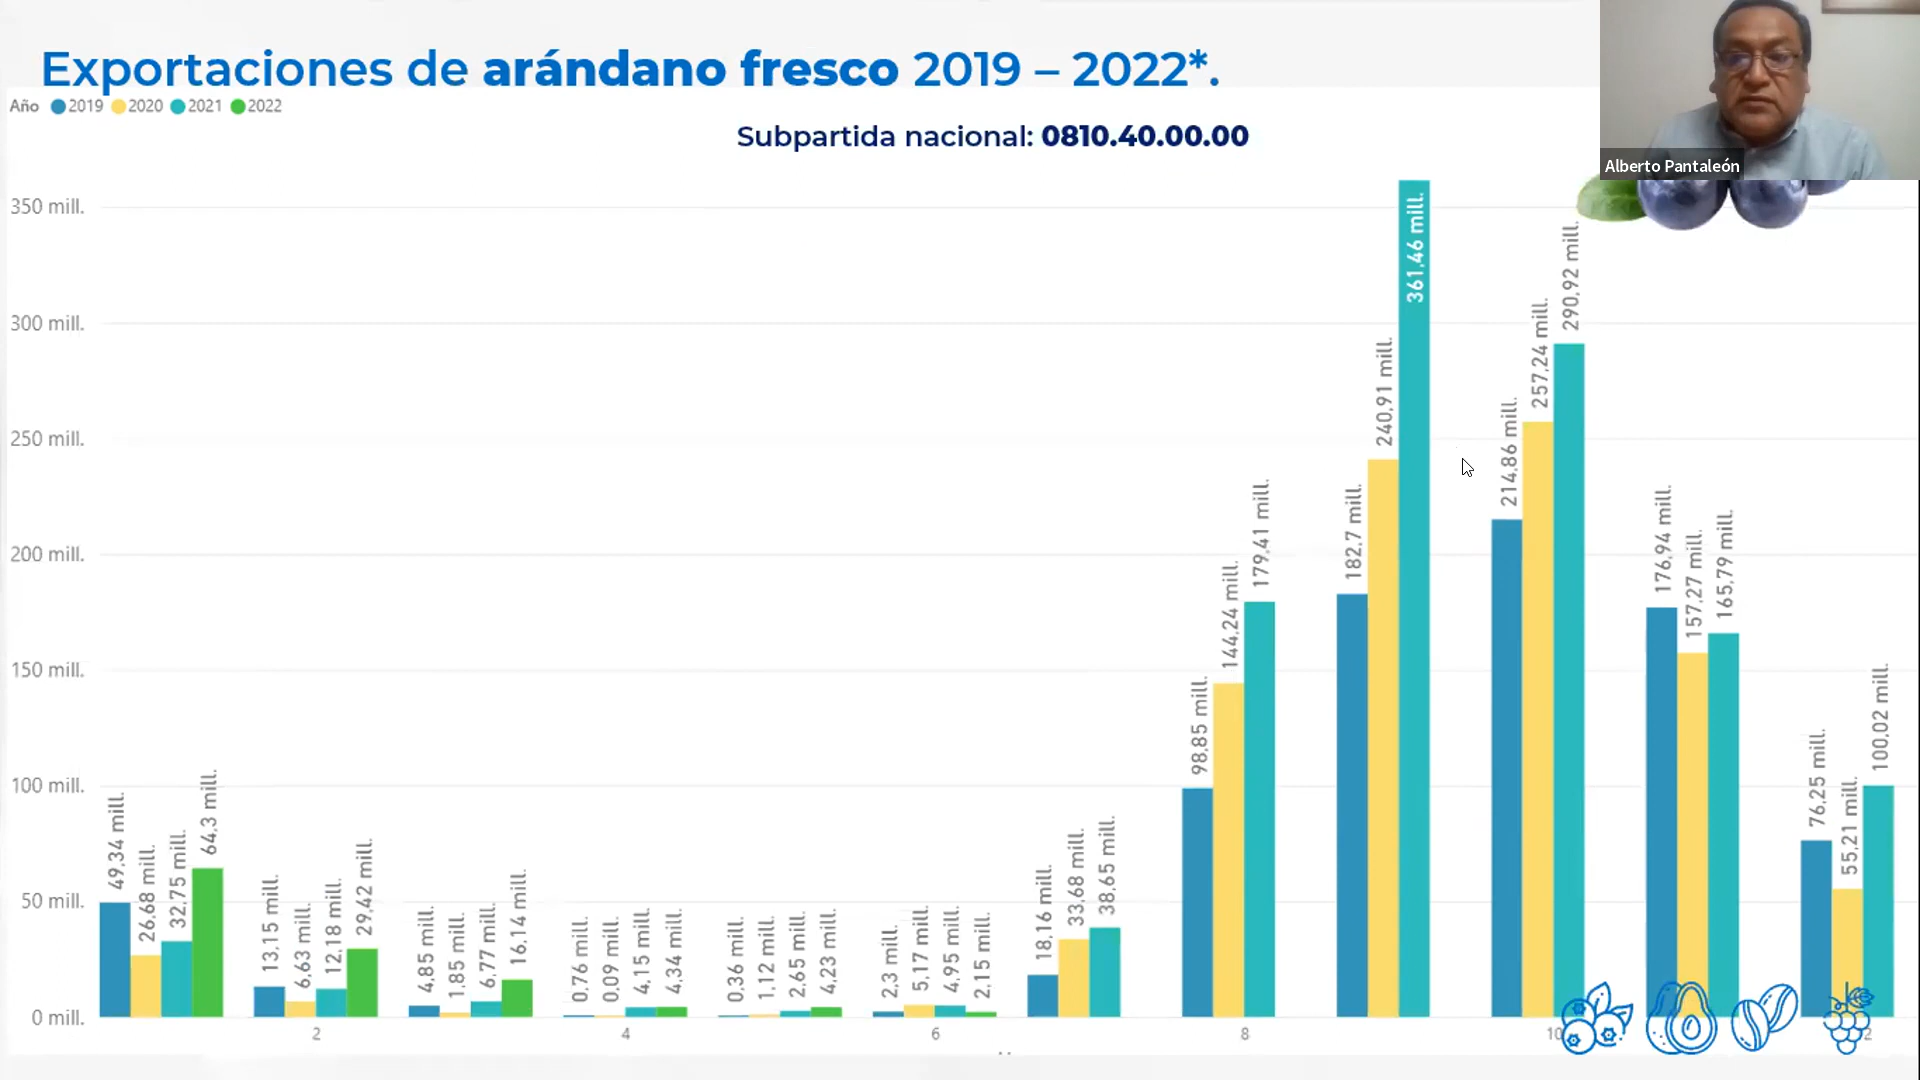 Exportaciones de arándano fresco 2019 – 2022*.
Año 2019 2020 2021 2022
Subpartida nacional: 0810.40.00.00
Alberto Pantaleón
350 mill.
300 mill.
250 mill.
200 mill.
150 mill.
100 mill.
50 mill.
0 mill.
49,34 mill.
26,68 mill.
32,75 mill.
64,3 mill.
13,15 mill.
6,63 mill.
12,18 mill.
29,42 mill.
4,85 mill.
1,85 mill.
6,77 mill.
16,14 mill.
0,76 mill.
0,09 mill.
4,15 mill.
4,34 mill.
0,36 mill.
1,12 mill.
2,65 mill.
4,23 mill.
2,3 mill.
5,17 mill.
4,95 mill.
2,15 mill.
18,16 mill.
33,68 mill.
38,65 mill.
98,85 mill.
144,24 mill.
179,41 mill.
182,7 mill.
240,91 mill.
361,46 mill.
214,86 mill.
257,24 mill.
290,92 mill.
176,94 mill.
157,27 mill.
165,79 mill.
76,25 mill.
55,21 mill.
100,02 mill.
2 4 6 8 10